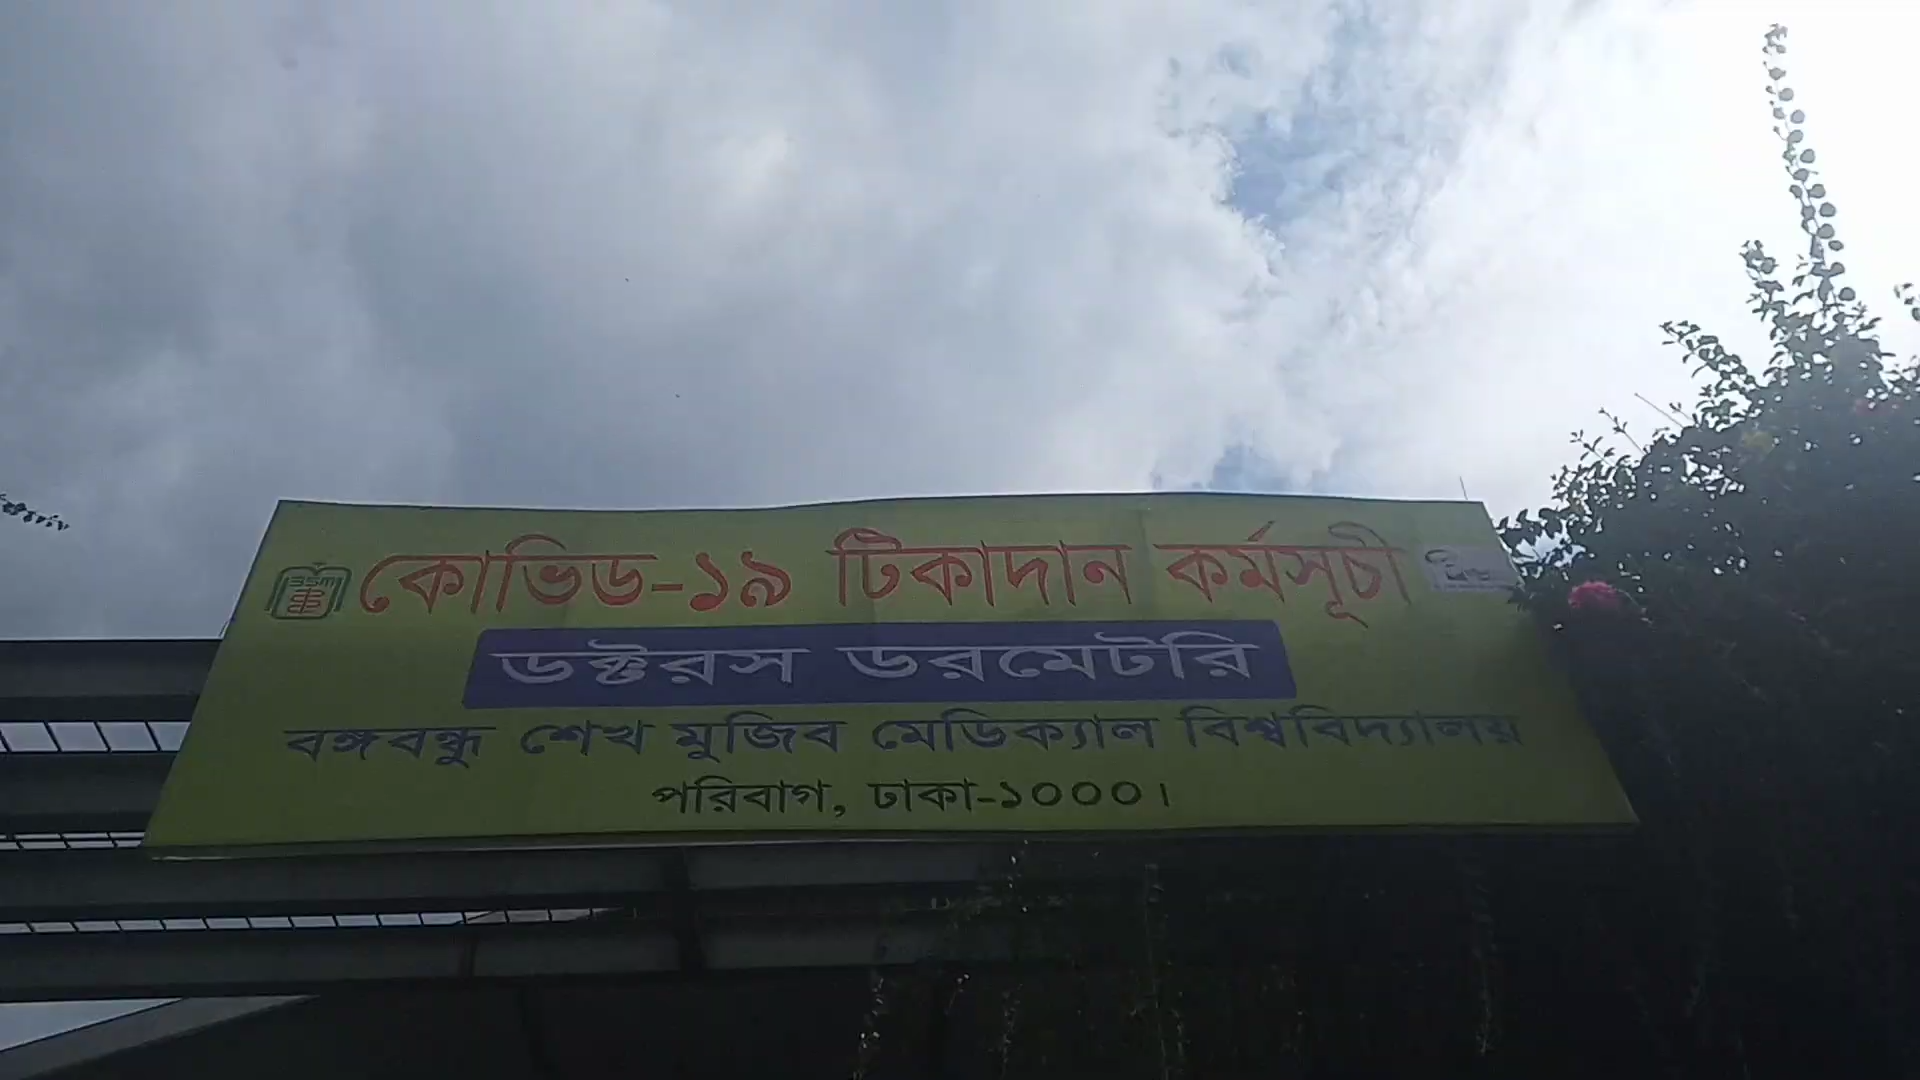 কোভিড-১৯ টিকাদান কর্মসূচী
ডক্টরস ডরমেটরি
বঙ্গবন্ধু শেখ মুজিব মেডিক্যাল বিশ্ববিদ্যালয়
পরিবাগ, ঢাকা-১০০০।